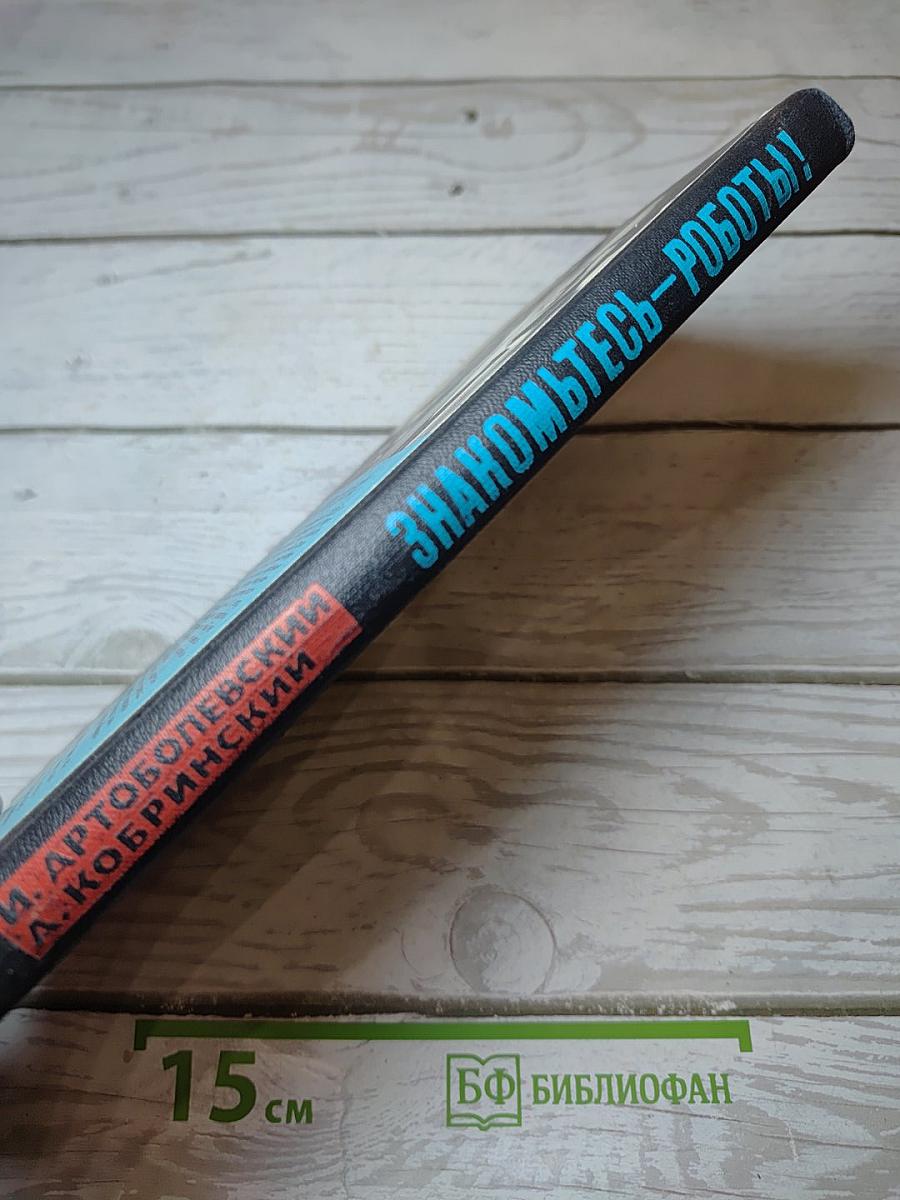 И. АРТОБОЛЕВСКИЙ
А. КОБРИНСКИЙ
ЗНАКОМЬТЕСЬ—РОБОТЫ!
15 см
БФ БИБЛИОФАН